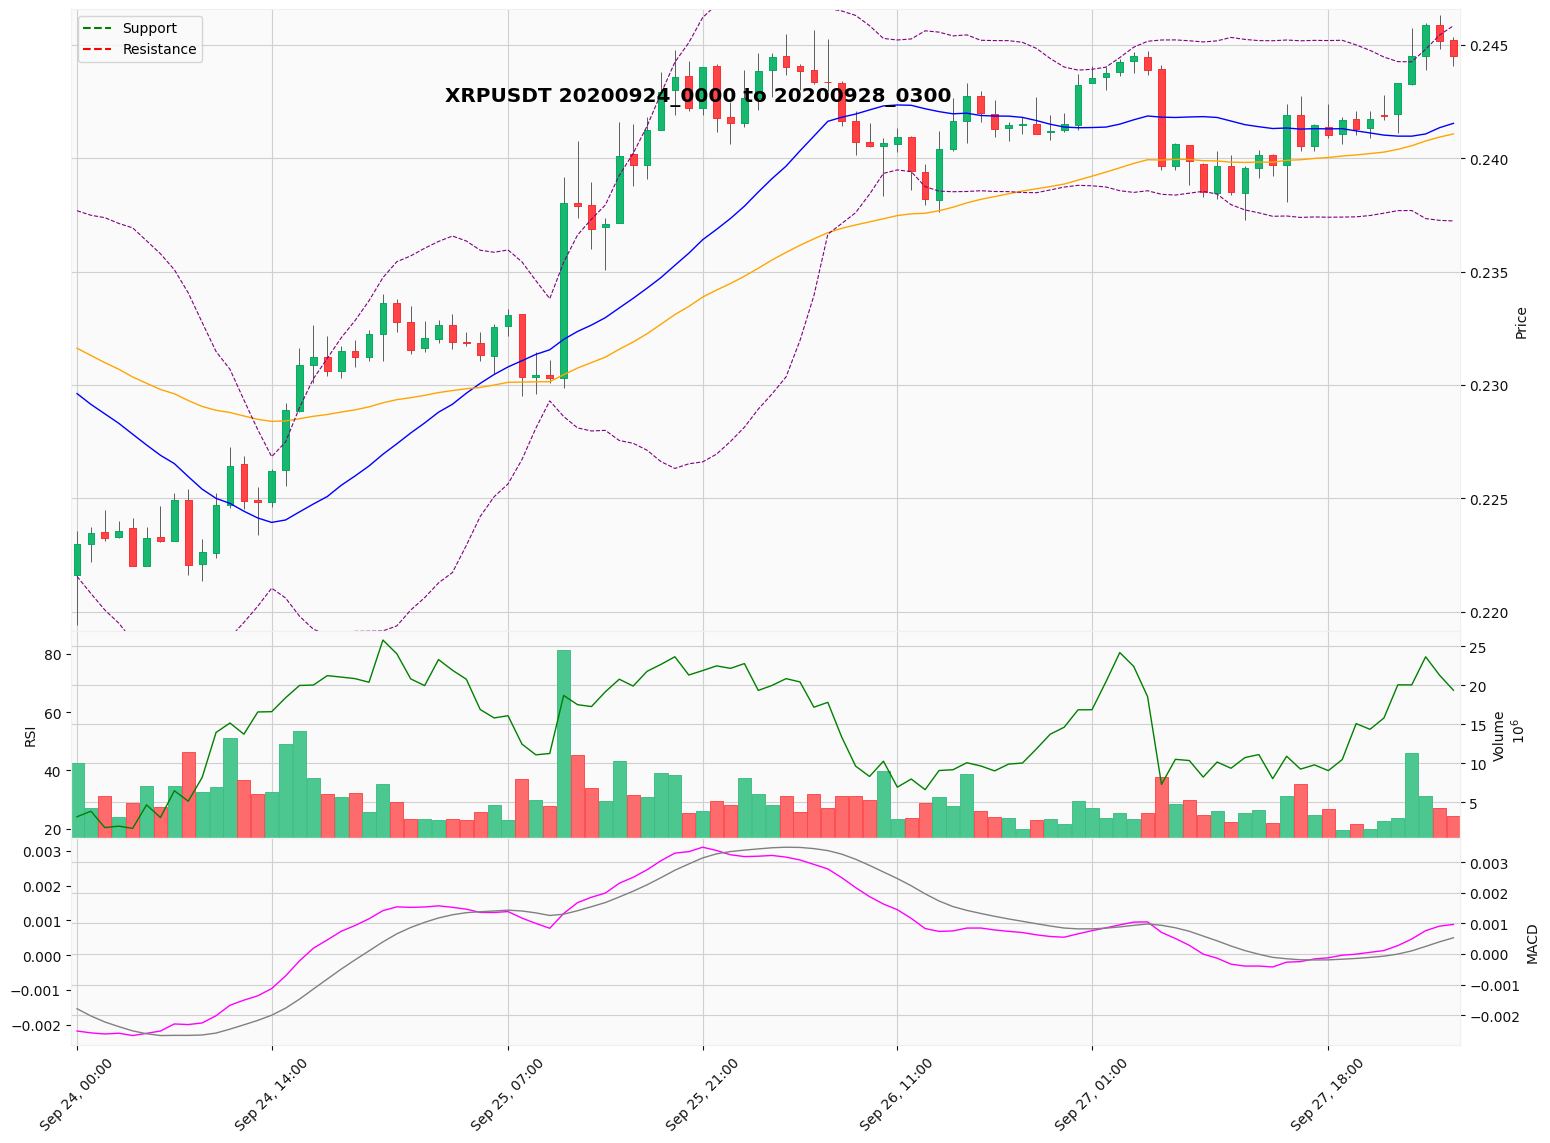 Support
Resistance
XRPUSDT 20200924_0000 to 20200928_0300
0.245
0.240
0.235
0.230
0.225
0.220
Price
80
60
40
20
RSI
25
20
15
10
5
Volume
10^6
0.003
0.002
0.001
0.000
−0.001
−0.002
0.003
0.002
0.001
0.000
−0.001
−0.002
MACD
Sep 24, 00:00
Sep 24, 14:00
Sep 25, 07:00
Sep 25, 21:00
Sep 26, 11:00
Sep 27, 01:00
Sep 27, 18:00